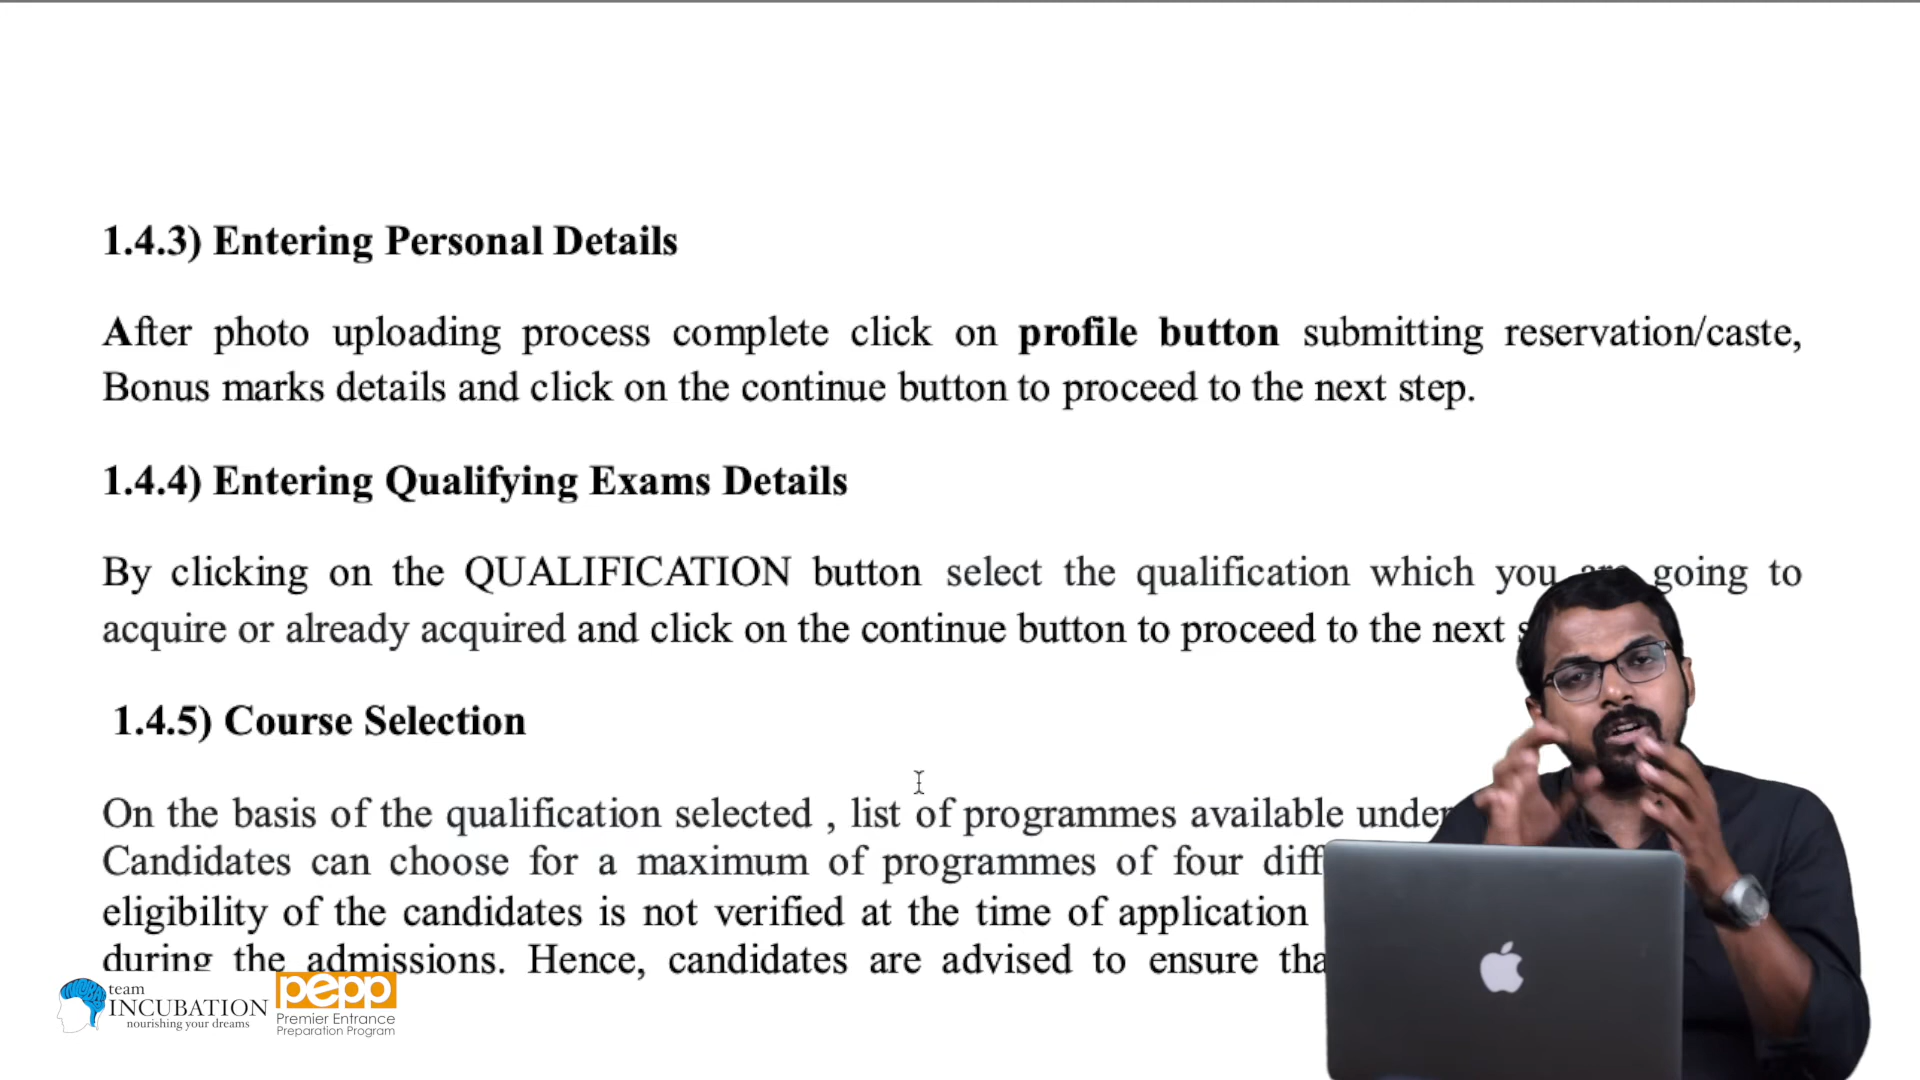 1.4.3) Entering Personal Details
After photo uploading process complete click on profile button submitting reservation/caste,
Bonus marks details and click on the continue button to proceed to the next step.
1.4.4) Entering Qualifying Exams Details
By clicking on the QUALIFICATION button select the qualification which you are going to
acquire or already acquired and click on the continue button to proceed to the next
1.4.5) Course Selection
On the basis of the qualification selected , list of programmes available under
Candidates can choose for a maximum of programmes of four
eligibility of the candidates is not verified at the time of application
during the admissions. Hence, candidates are advised to ensure
team
INCUBATION
nourishing your dreams
pepp
Premier Entrance
Preparation Program